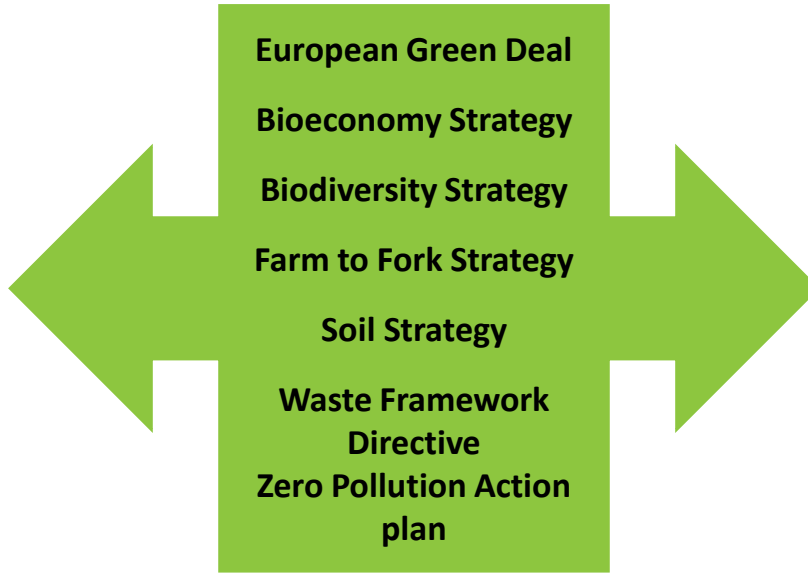 European Green Deal
Bioeconomy Strategy
Biodiversity Strategy
Farm to Fork Strategy
Soil Strategy
Waste Framework
Directive
Zero Pollution Action
plan